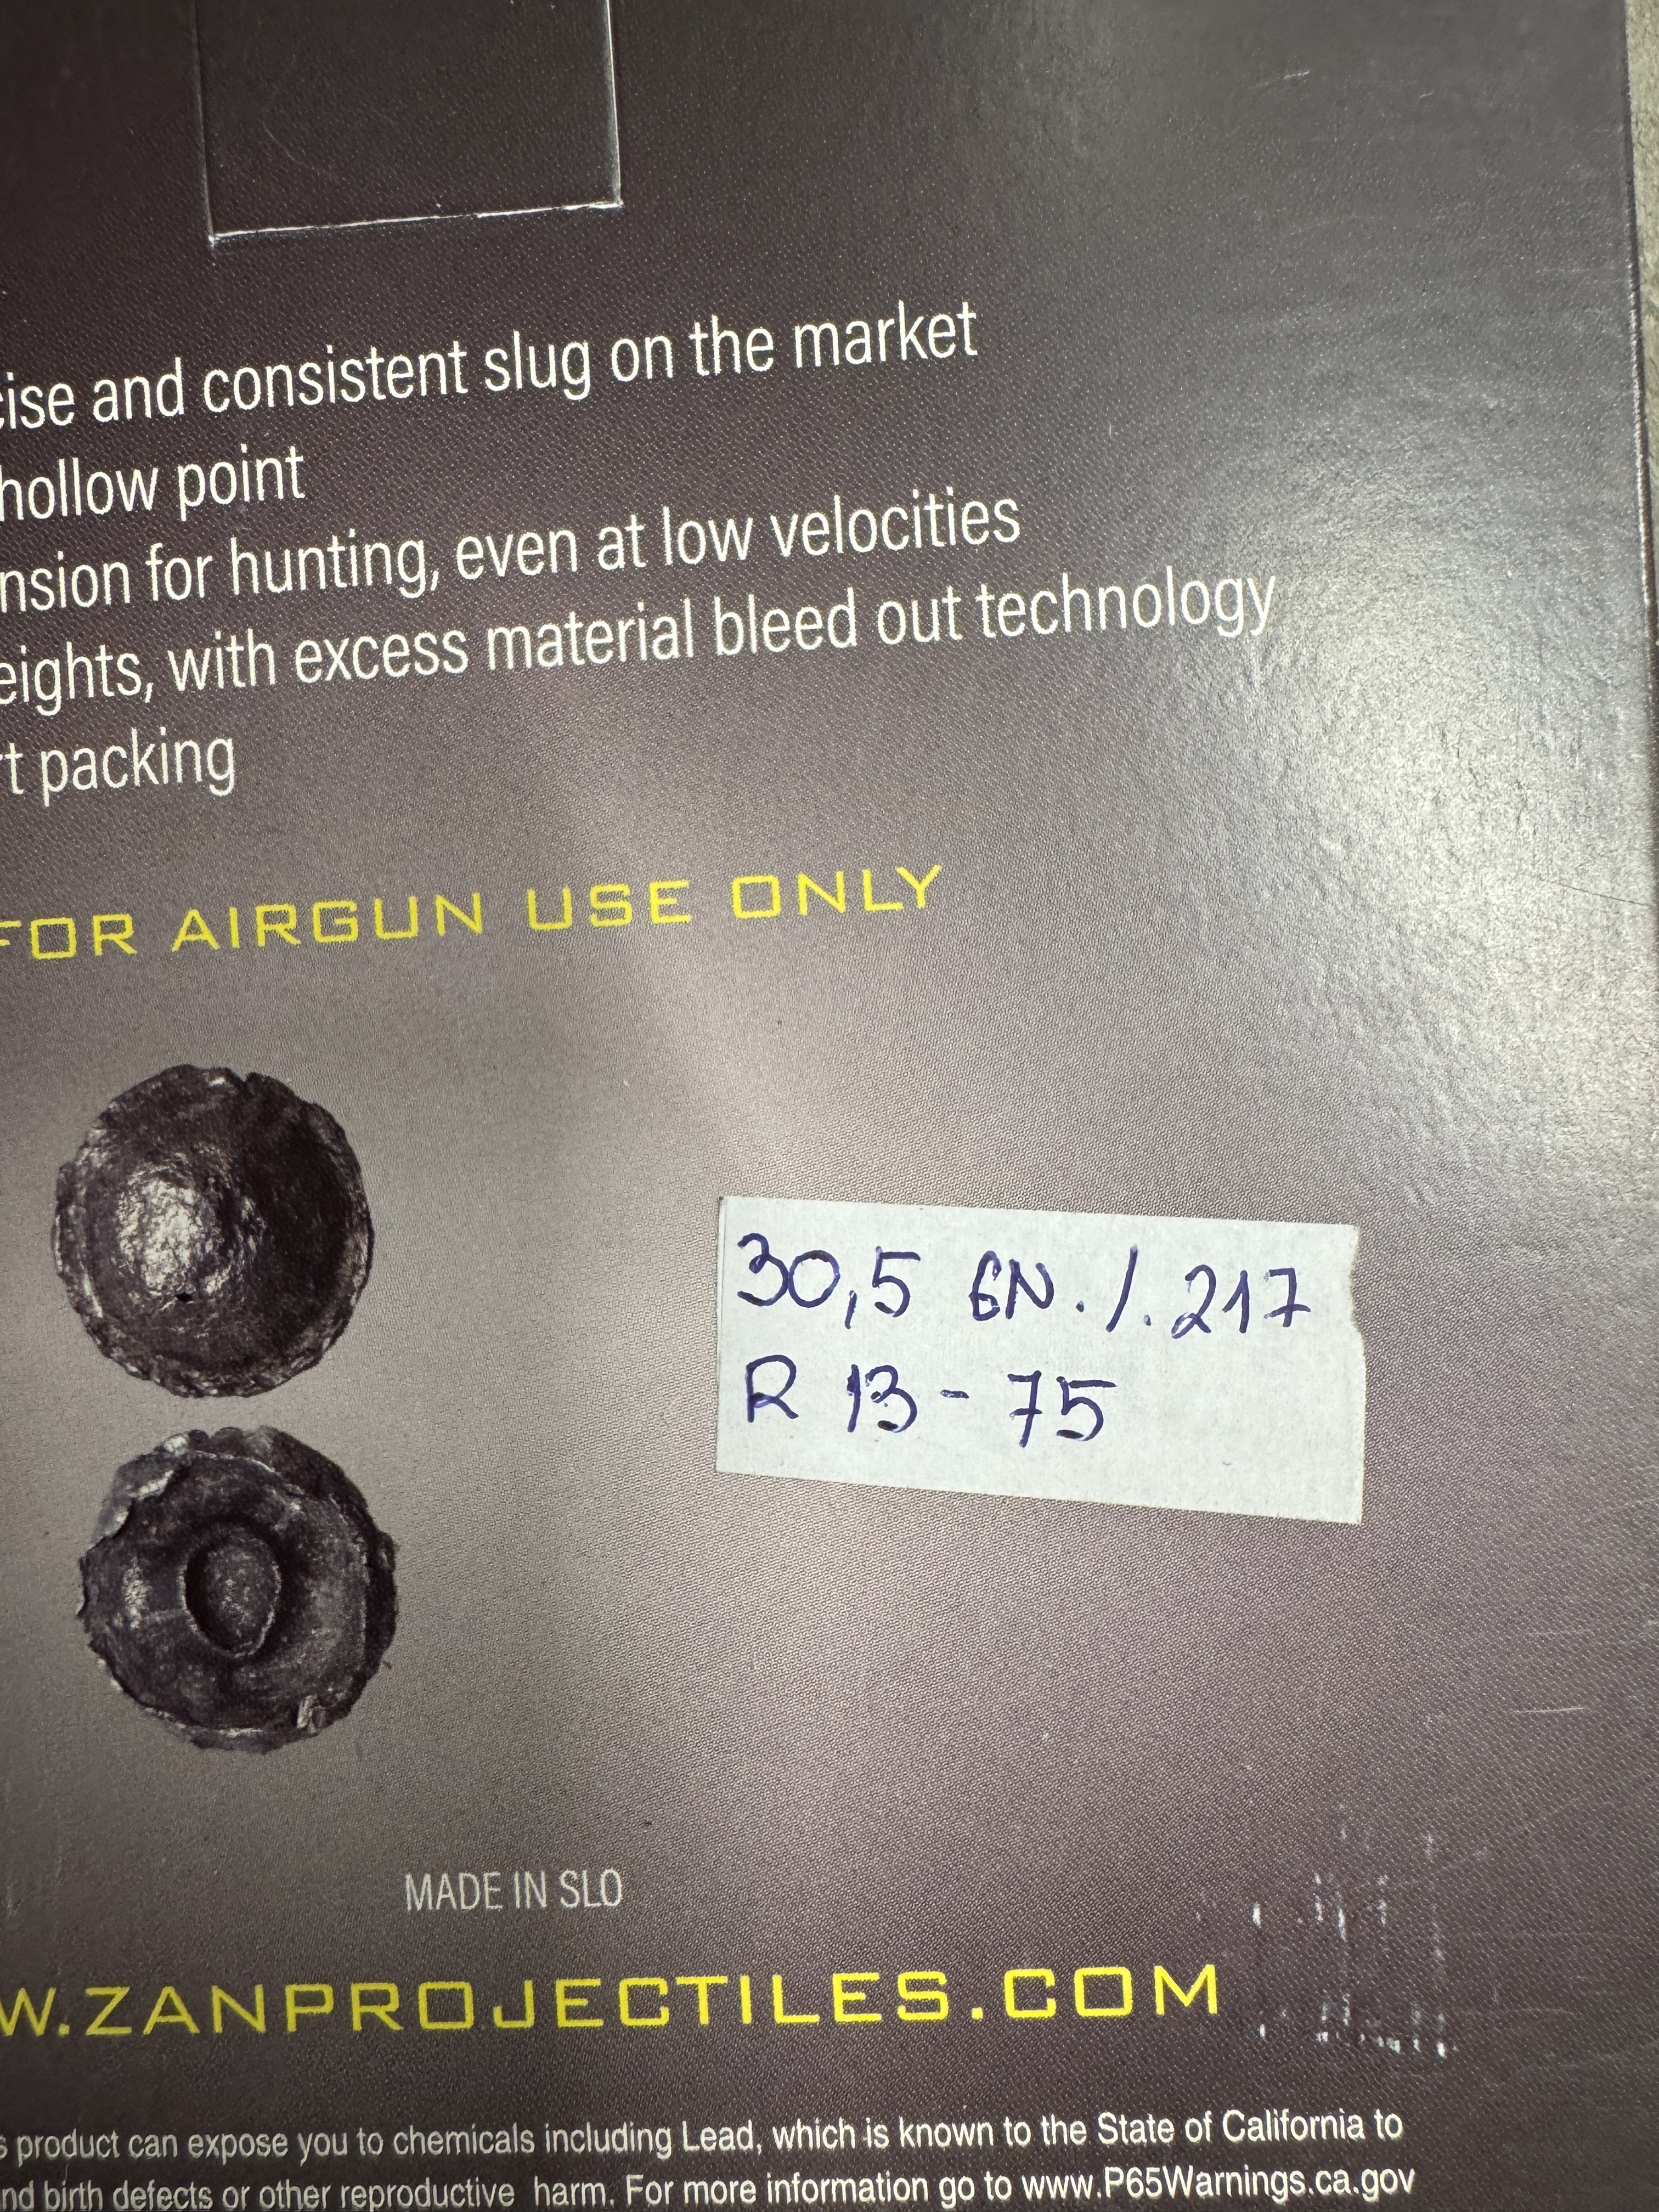 cise and consistent slug on the market
hollow point
nsion for hunting, even at low velocities
eights, with excess material bleed out technology
rt packing
FOR AIRGUN USE ONLY
30,5 GN. /. 217
R 13 - 75
MADE IN SLO
W.ZANPROJECTILES.COM
s product can expose you to chemicals including Lead, which is known to the State of California to
nd birth defects or other reproductive harm. For more information go to www.P65Warnings.ca.gov